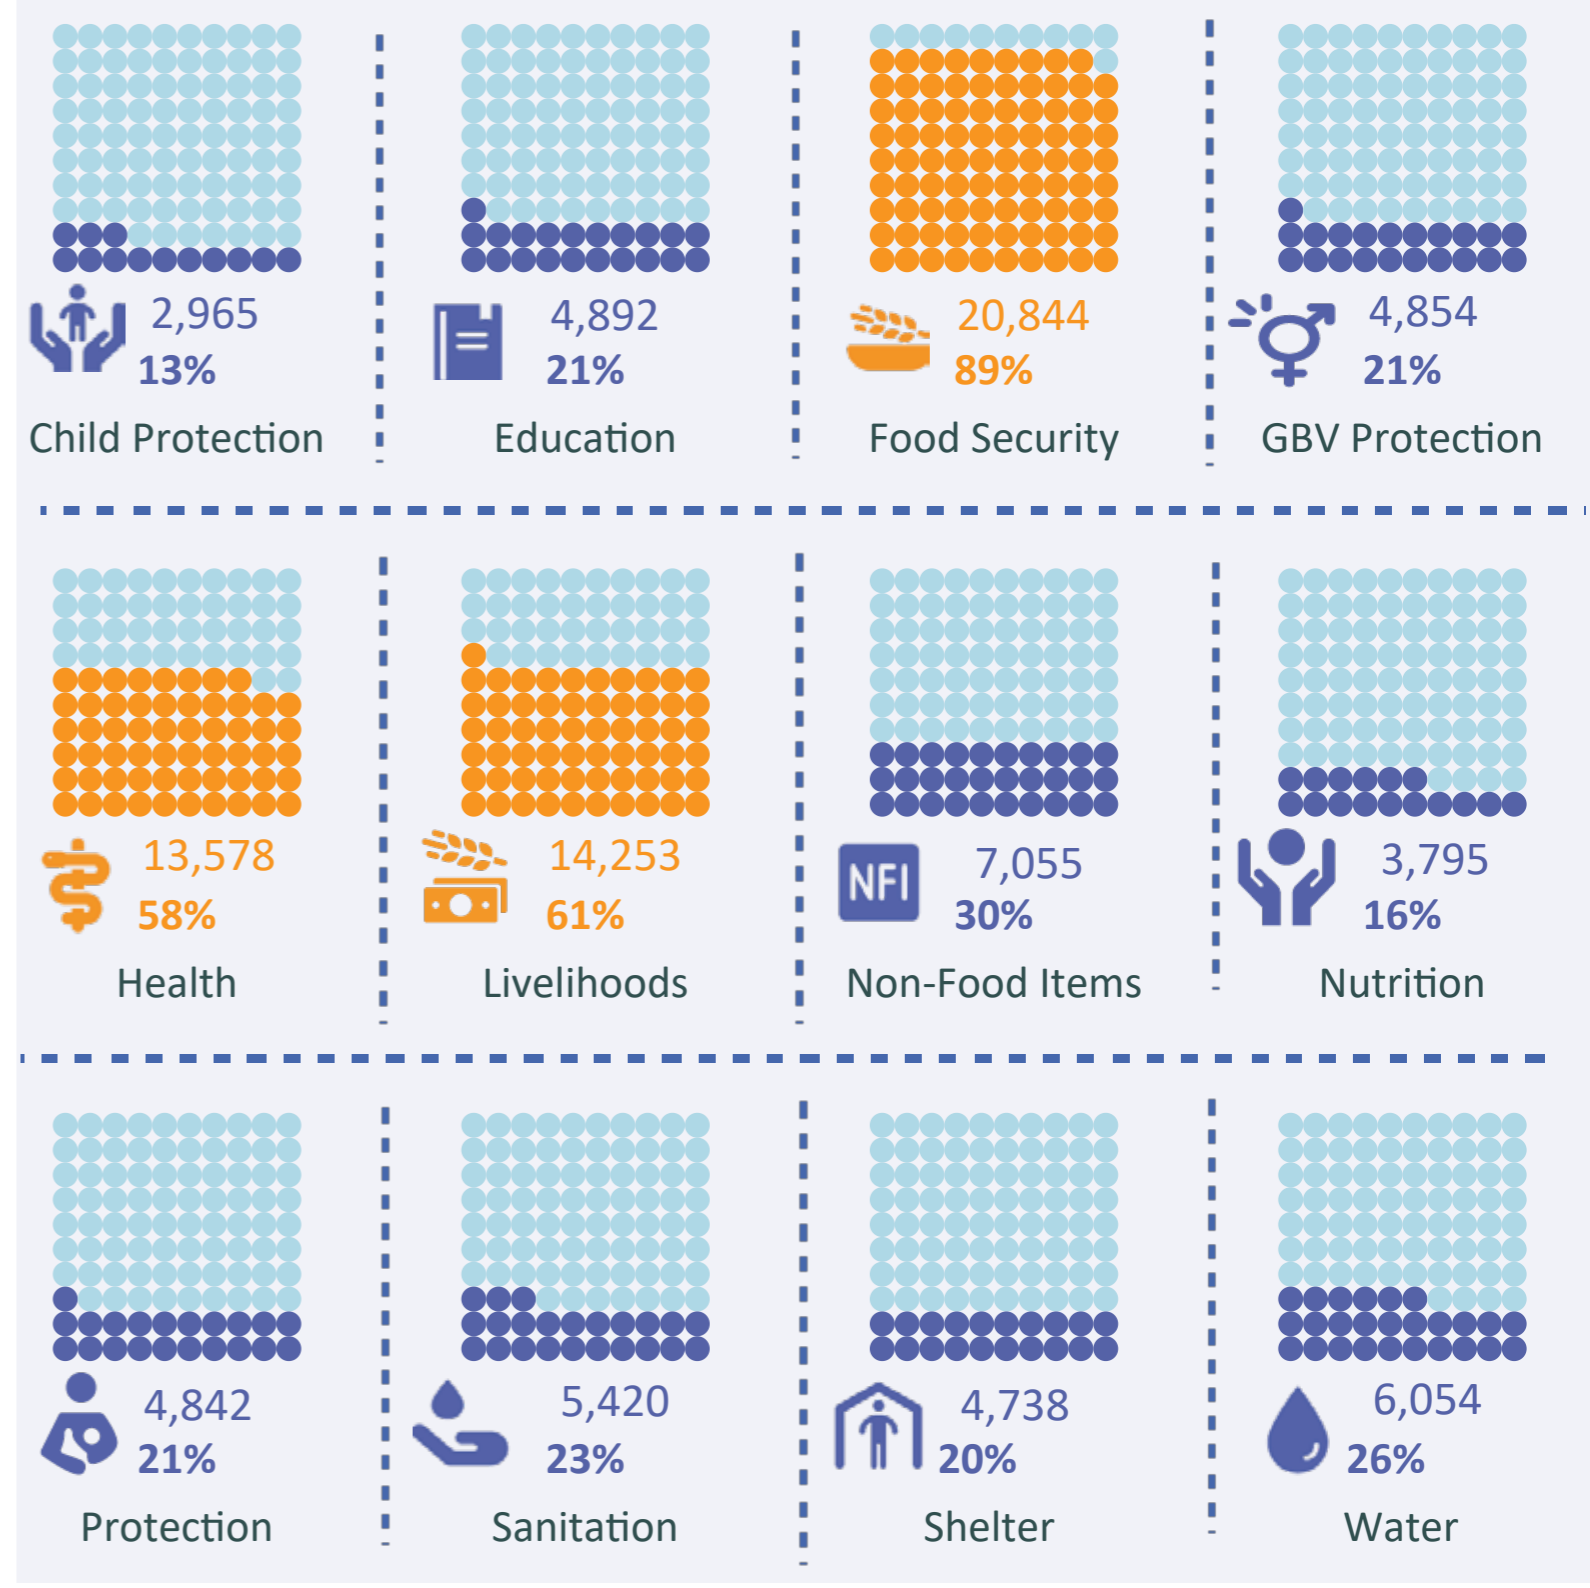 2,965
13%
Child Protection
4,892
21%
Education
20,844
89%
Food Security
4,854
21%
GBV Protection
13,578
58%
Health
14,253
61%
Livelihoods
NFI
7,055
30%
Non-Food Items
3,795
16%
Nutrition
4,842
21%
Protection
5,420
23%
Sanitation
4,738
20%
Shelter
6,054
26%
Water